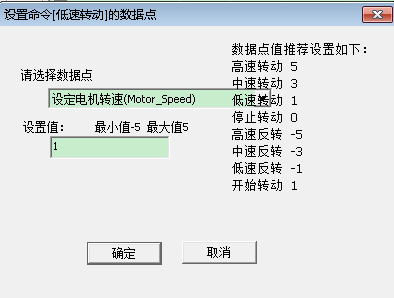 设置命令[低速转动]的数据点
请选择数据点
设定电机转速(Motor_Speed)
设置值: 最小值-5 最大值5
1
数据点值推荐设置如下:
高速转动 5
中速转动 3
低速转动 1
停止转动 0
高速反转 -5
中速反转 -3
低速反转 -1
开始转动 1
确定 取消